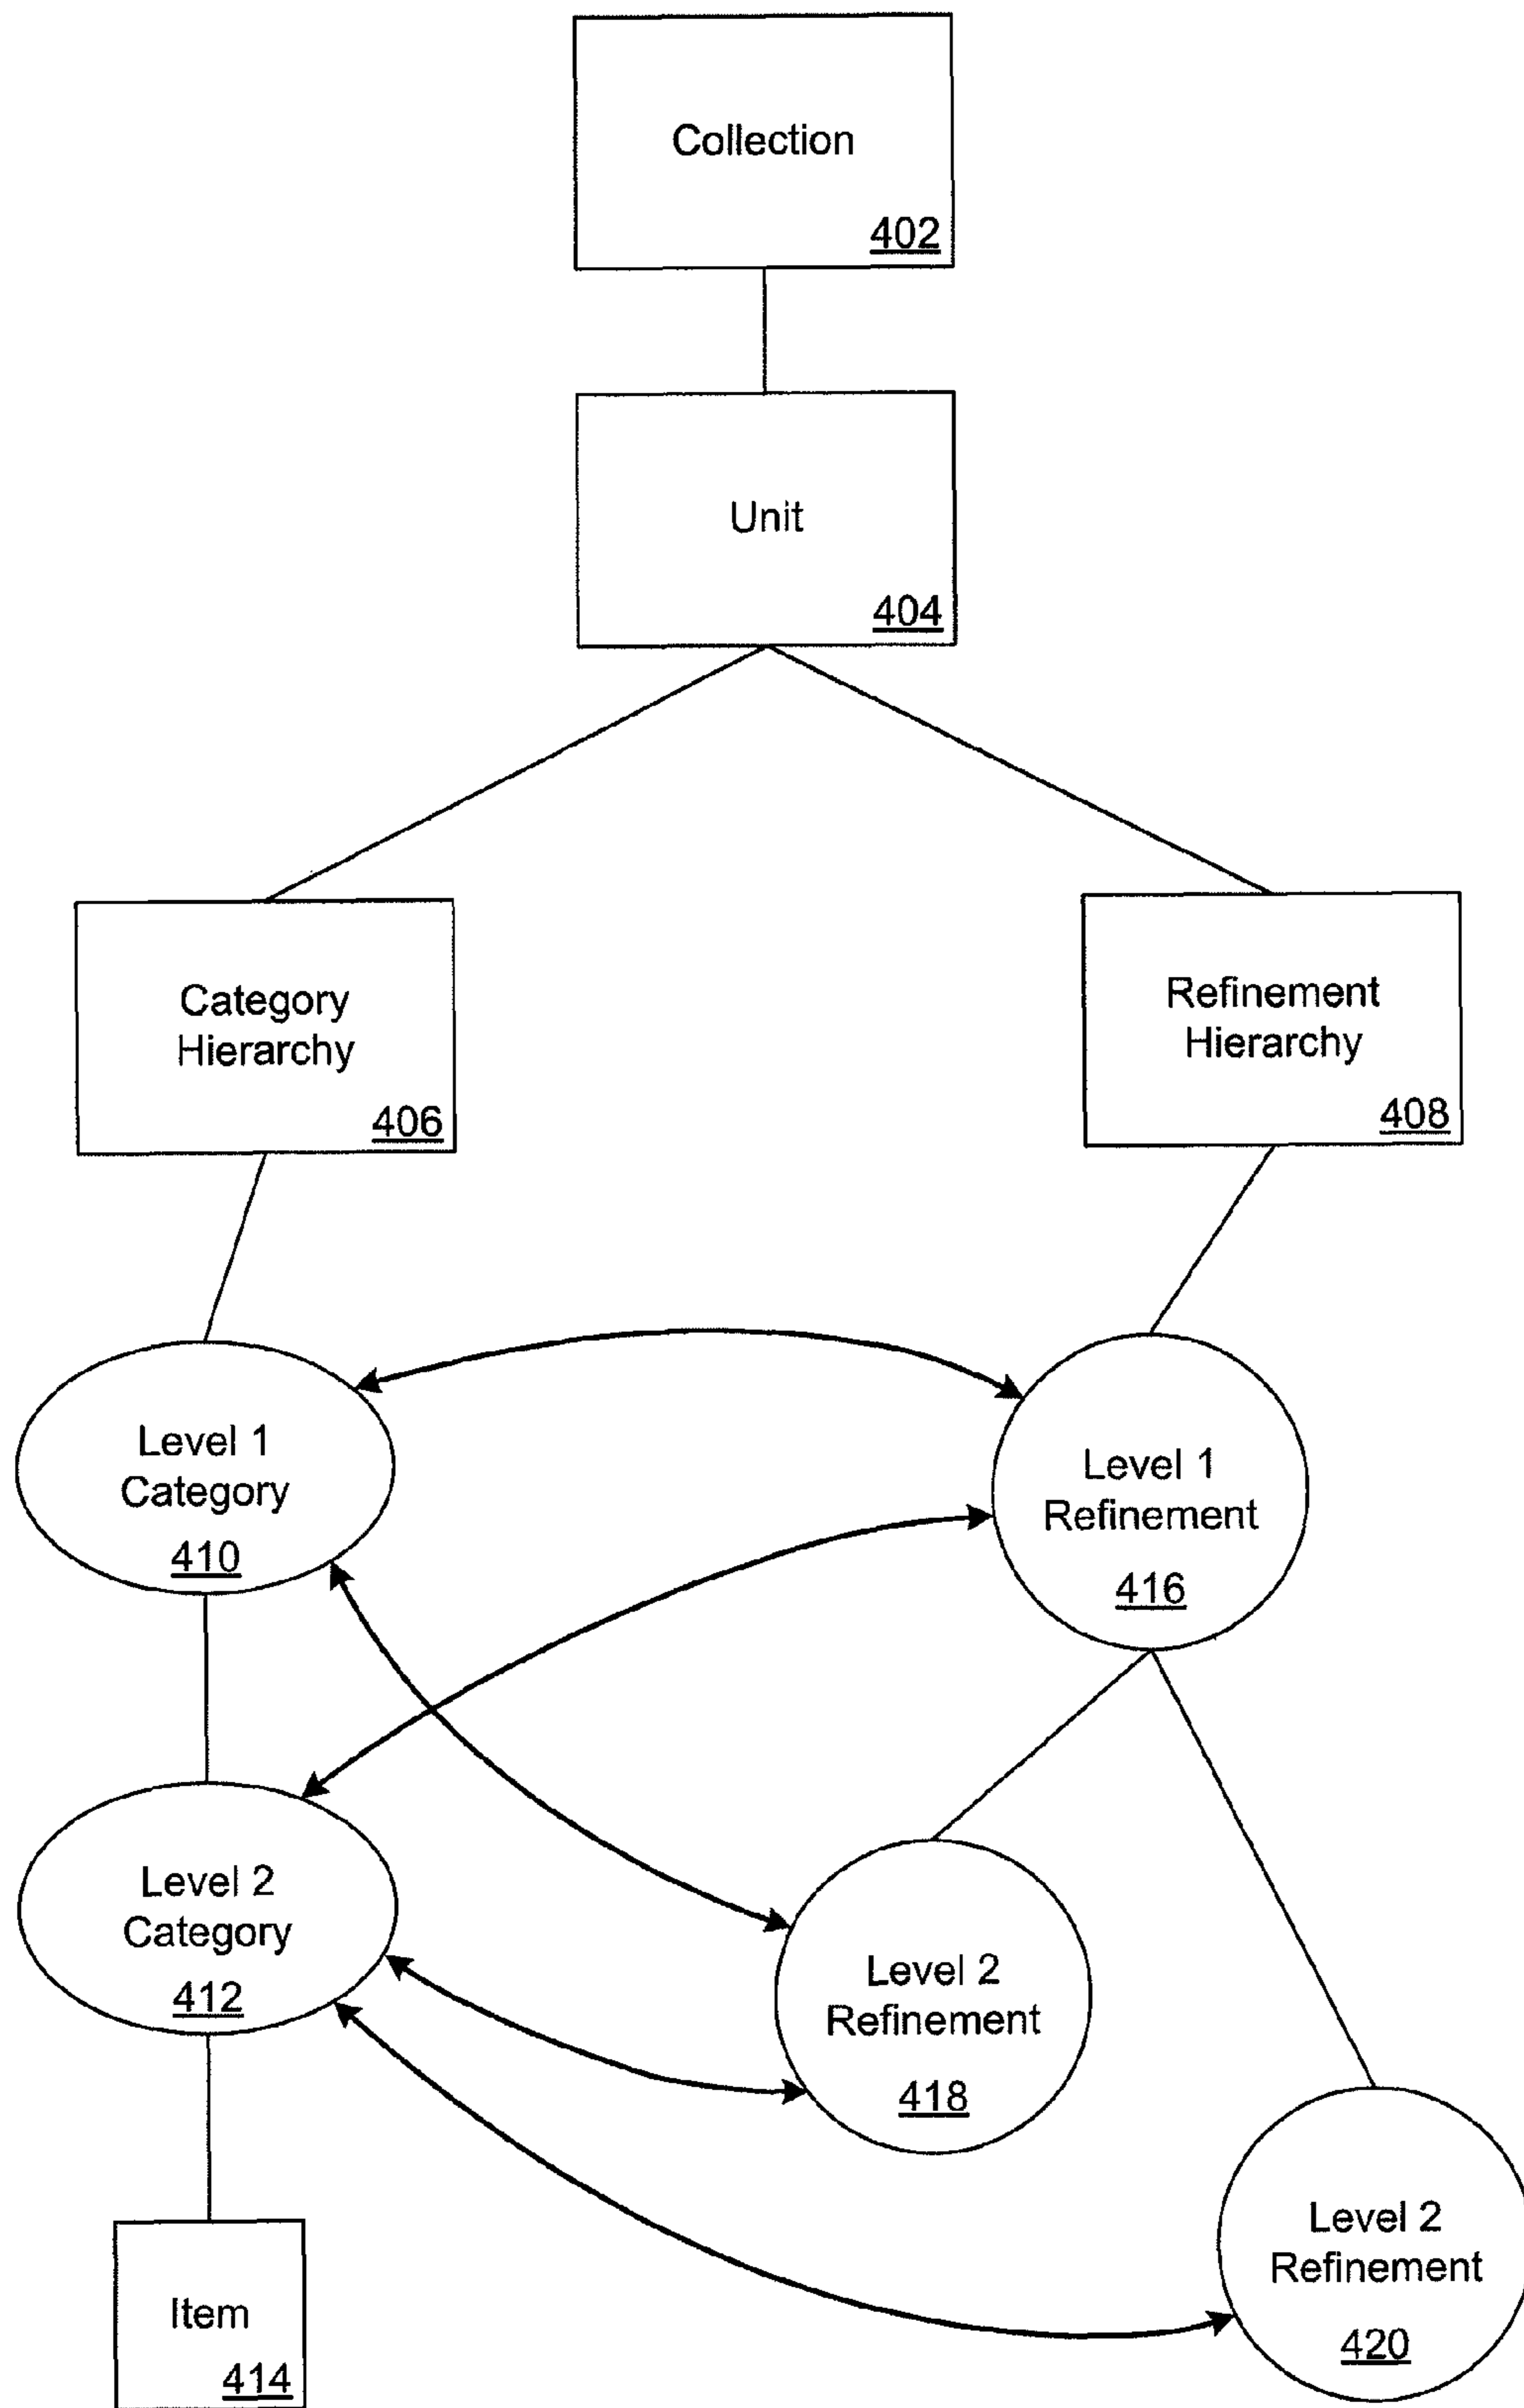 Collection
402
Unit
404
Category
Hierarchy
406
Refinement
Hierarchy
408
Level 1
Category
410
Level 1
Refinement
416
Level 2
Category
412
Level 2
Refinement
418
Level 2
Refinement
420
Item
414